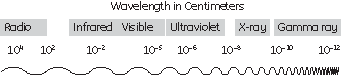 Wavelength in Centimeters
Radio Infrared Visible Ultraviolet X-ray Gamma ray
10⁴ 10² 10⁻² 10⁻⁵ 10⁻⁶ 10⁻⁸ 10⁻¹⁰ 10⁻¹²